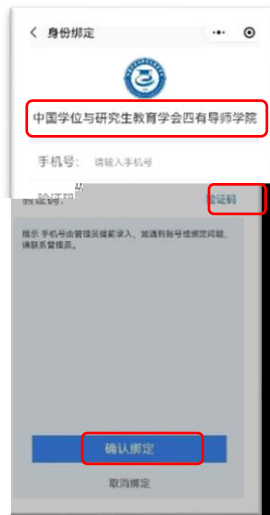 身份绑定
中国学位与研究生教育学会四有导师学院
手机号： 请输入手机号
验证码： 验证码
提示 手机号由管理员提前录入，如遇到账号或绑定问题，
请联系管理员。
确认绑定
取消绑定